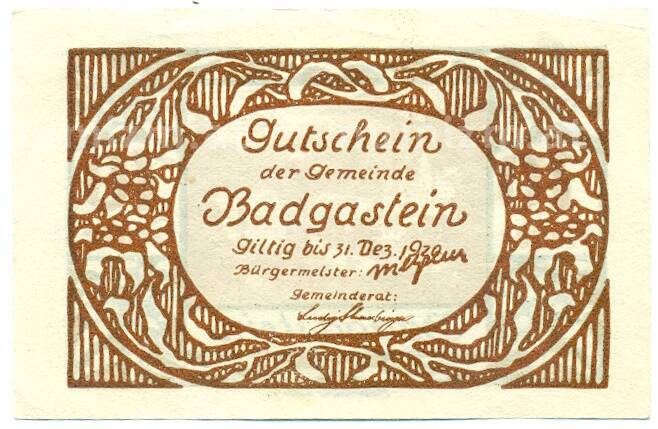 Gutschein
der Gemeinde
Badgastein
Giltig bis 31. Dez. 1920
Bürgermeister:
Gemeinderat: